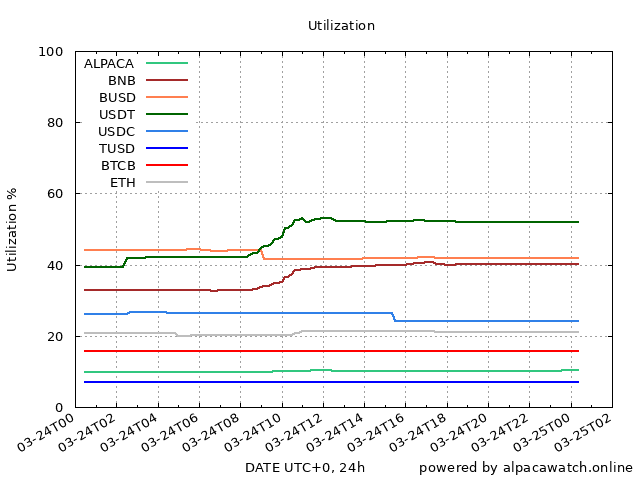 Utilization
100
80
60
40
20
0
Utilization %
ALPACA
BNB
BUSD
USDT
USDC
TUSD
BTCB
ETH
03-24T00
03-24T02
03-24T04
03-24T06
03-24T08
03-24T10
03-24T12
03-24T14
03-24T16
03-24T18
03-24T20
03-24T22
03-25T00
03-25T02
DATE UTC+0, 24h
powered by alpacawatch.online